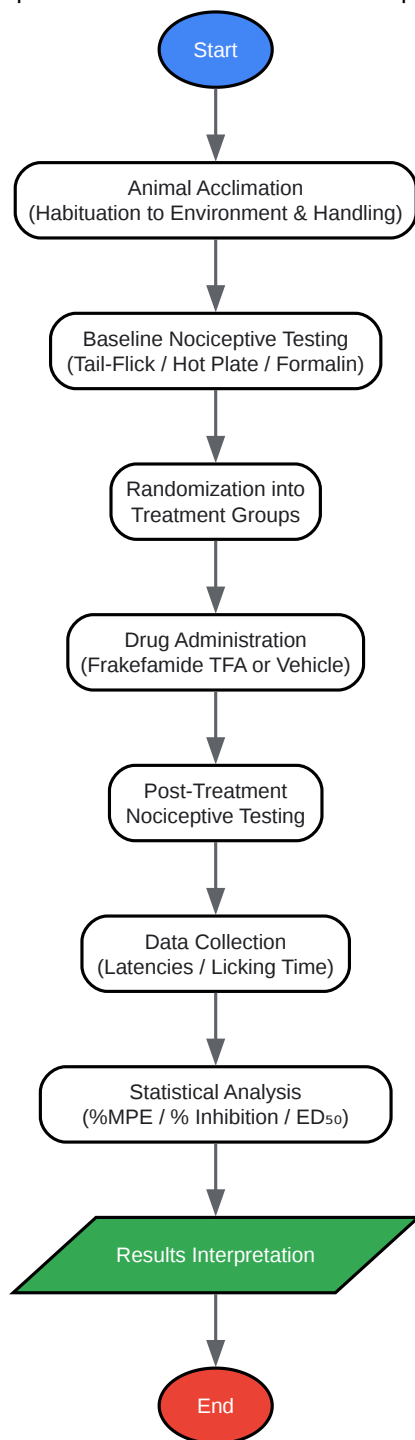 Start
Animal Acclimation
(Habituation to Environment & Handling)
Baseline Nociceptive Testing
(Tail-Flick / Hot Plate / Formalin)
Randomization into
Treatment Groups
Drug Administration
(Frakefamide TFA or Vehicle)
Post-Treatment
Nociceptive Testing
Data Collection
(Latencies / Licking Time)
Statistical Analysis
(%MPE / % Inhibition / ED₅₀)
Results Interpretation
End